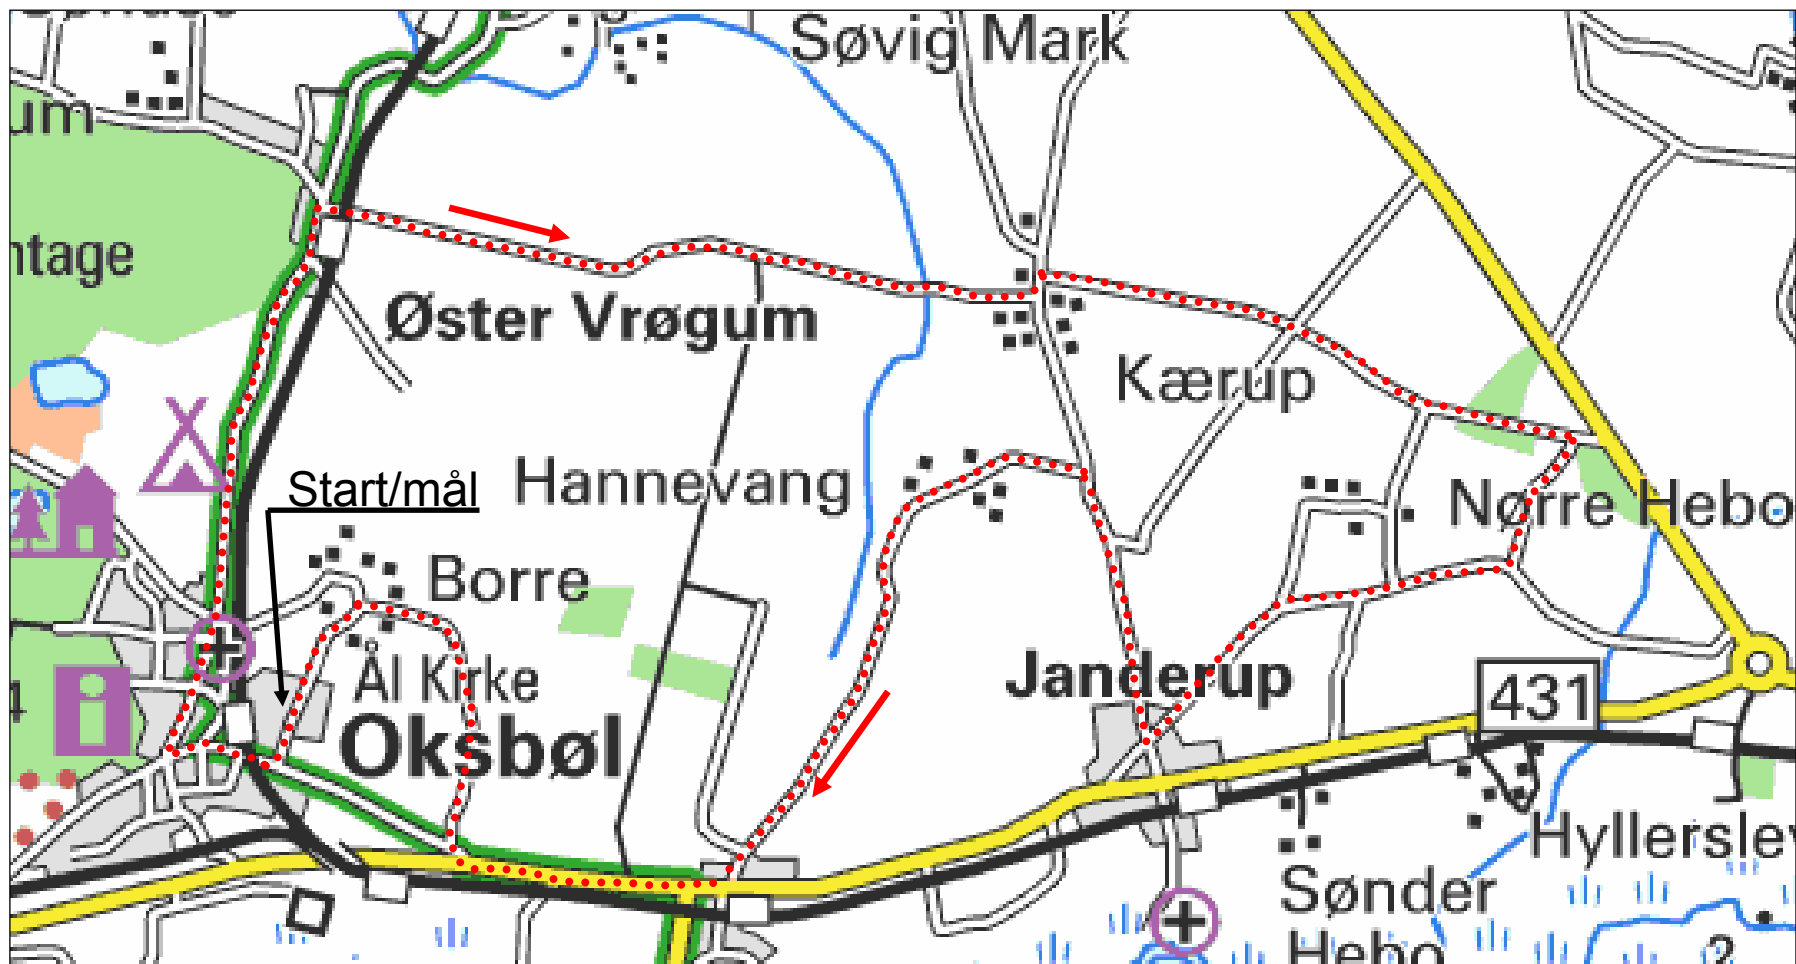 Søvig Mark
um
ntage
Øster Vrøgum
Kærup
Start/mål
Hannevang
Nørre Hebo
Borre
Ål Kirke
Janderup
4
i
431
Oksbøl
Hyllerslev
Sønder
Hebo